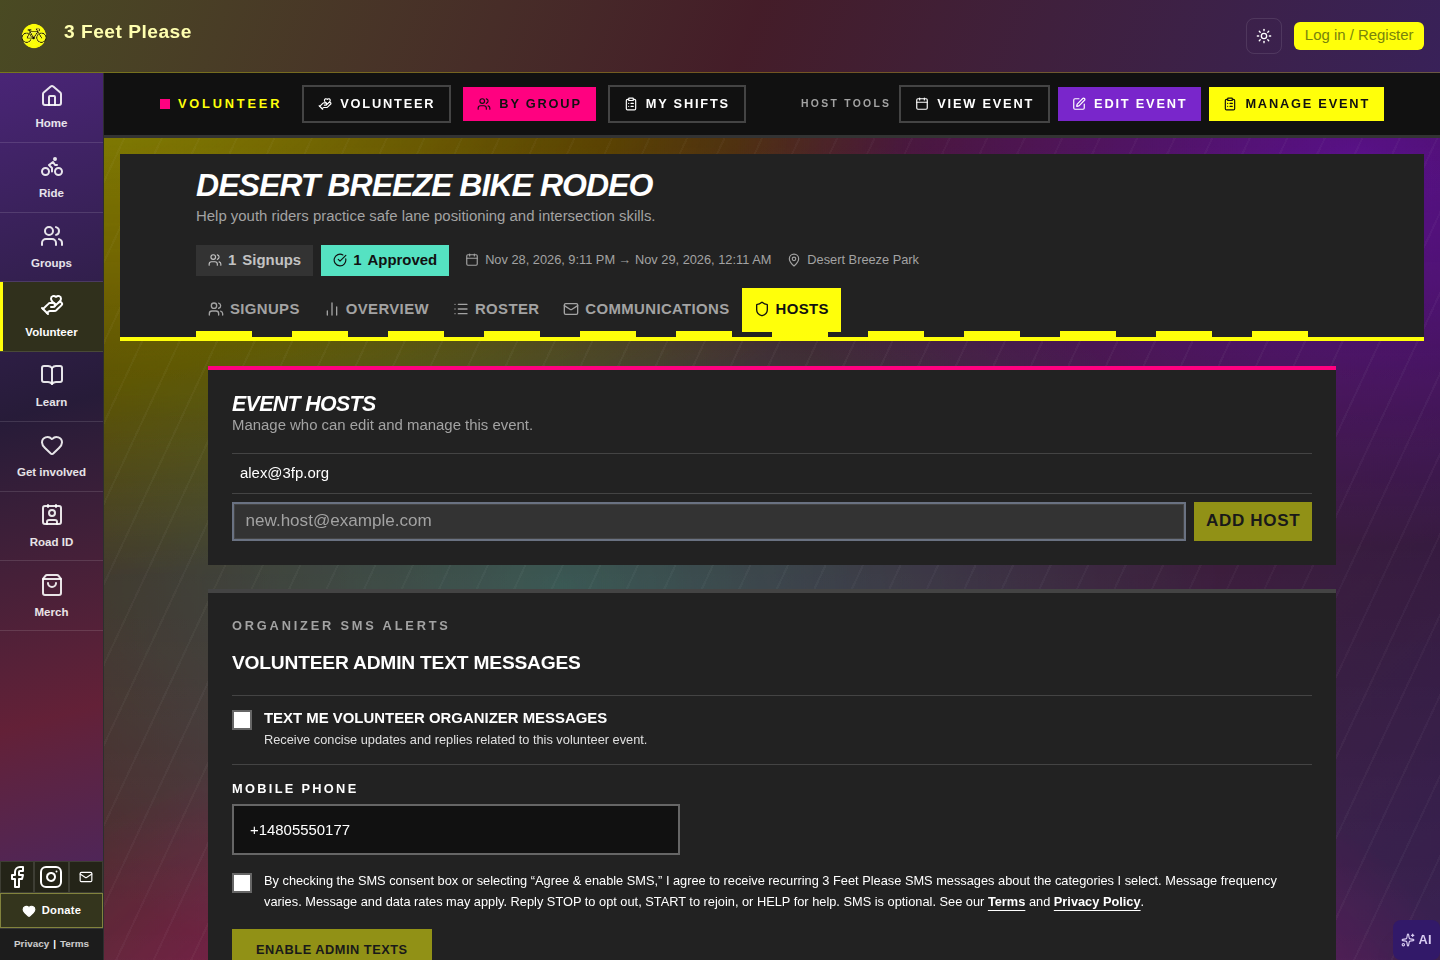 3 Feet Please
Log in / Register
Home
Ride
Groups
Volunteer
Learn
Get involved
Road ID
Merch
Donate
Privacy | Terms
VOLUNTEER
VOLUNTEER
BY GROUP
MY SHIFTS
HOST TOOLS
VIEW EVENT
EDIT EVENT
MANAGE EVENT
DESERT BREEZE BIKE RODEO
Help youth riders practice safe lane positioning and intersection skills.
1 Signups
1 Approved
Nov 28, 2026, 9:11 PM → Nov 29, 2026, 12:11 AM
Desert Breeze Park
SIGNUPS
OVERVIEW
ROSTER
COMMUNICATIONS
HOSTS
EVENT HOSTS
Manage who can edit and manage this event.
alex@3fp.org
new.host@example.com
ADD HOST
ORGANIZER SMS ALERTS
VOLUNTEER ADMIN TEXT MESSAGES
TEXT ME VOLUNTEER ORGANIZER MESSAGES
Receive concise updates and replies related to this volunteer event.
MOBILE PHONE
+14805550177
By checking the SMS consent box or selecting “Agree & enable SMS,” I agree to receive recurring 3 Feet Please SMS messages about the categories I select. Message frequency
varies. Message and data rates may apply. Reply STOP to opt out, START to rejoin, or HELP for help. SMS is optional. See our Terms and Privacy Policy.
ENABLE ADMIN TEXTS
AI